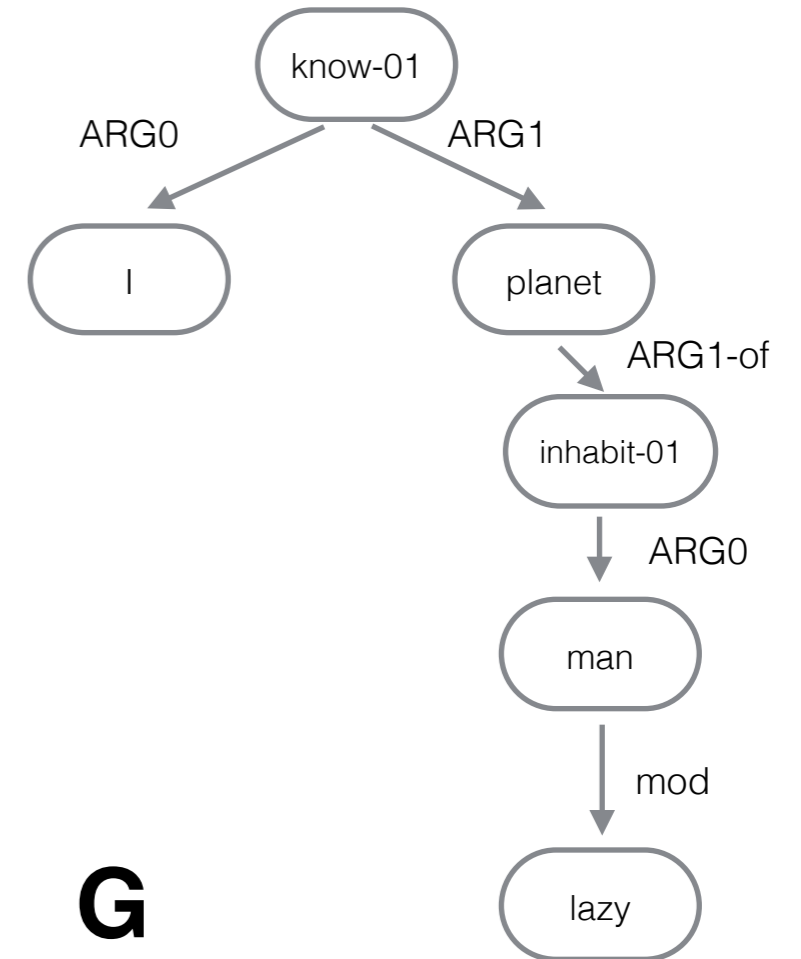 know-01
ARG0
ARG1
I
planet
ARG1-of
inhabit-01
ARG0
man
mod
lazy
G